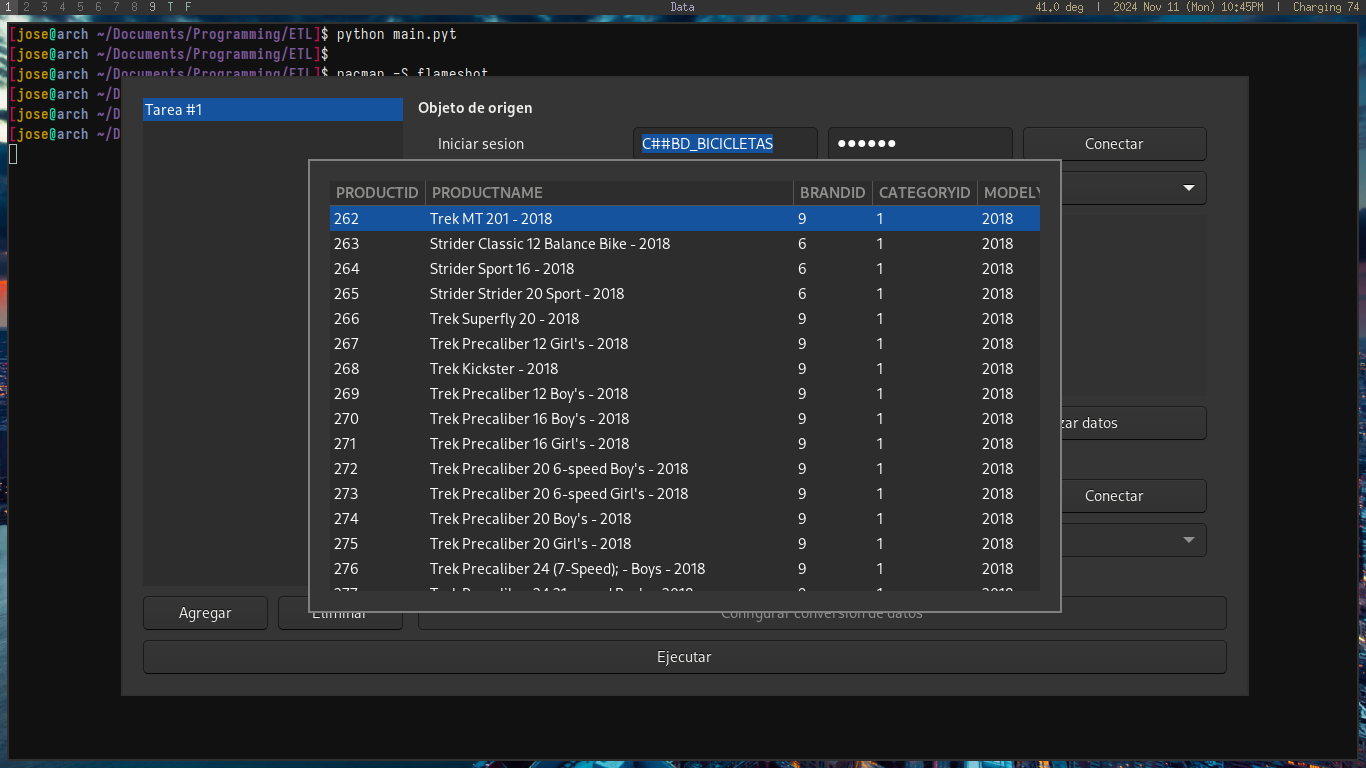 1 2 3 4 5 6 7 8 9 T F Data 41.0 deg | 2024 Nov 11 (Mon) 10:45PM | Charging 74
[jose@arch ~/Documents/Programming/ETL]$ python main.pyt
[jose@arch ~/Documents/Programming/ETL]$
[jose@arch ~/Documents/Programming/ETL]$ pacman -S flameshot
[jose@arch ~/D
[jose@arch ~/D
[jose@arch ~/D
Tarea #1
Objeto de origen
Iniciar sesion C##BD_BICICLETAS ●●●●●● Conectar
PRODUCTID PRODUCTNAME BRANDID CATEGORYID MODELY
262 Trek MT 201 - 2018 9 1 2018
263 Strider Classic 12 Balance Bike - 2018 6 1 2018
264 Strider Sport 16 - 2018 6 1 2018
265 Strider Strider 20 Sport - 2018 6 1 2018
266 Trek Superfly 20 - 2018 9 1 2018
267 Trek Precaliber 12 Girl's - 2018 9 1 2018
268 Trek Kickster - 2018 9 1 2018
269 Trek Precaliber 12 Boy's - 2018 9 1 2018
270 Trek Precaliber 16 Boy's - 2018 9 1 2018
271 Trek Precaliber 16 Girl's - 2018 9 1 2018
272 Trek Precaliber 20 6-speed Boy's - 2018 9 1 2018
273 Trek Precaliber 20 6-speed Girl's - 2018 9 1 2018
274 Trek Precaliber 20 Boy's - 2018 9 1 2018
275 Trek Precaliber 20 Girl's - 2018 9 1 2018
276 Trek Precaliber 24 (7-Speed); - Boys - 2018 9 1 2018
zar datos
Conectar
Agregar Eliminar Configurar conversion de datos
Ejecutar